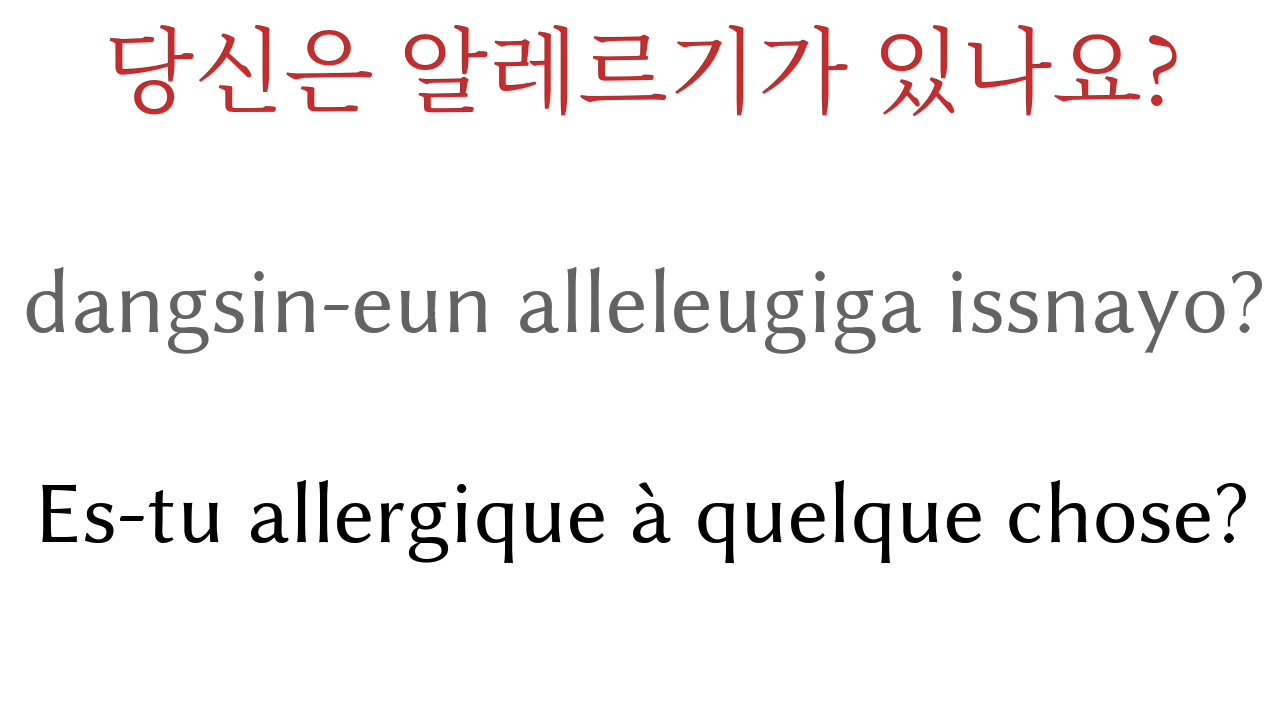 당신은 알레르기가 있나요?
dangsin-eun alleleugiga issnayo?
Es-tu allergique à quelque chose?